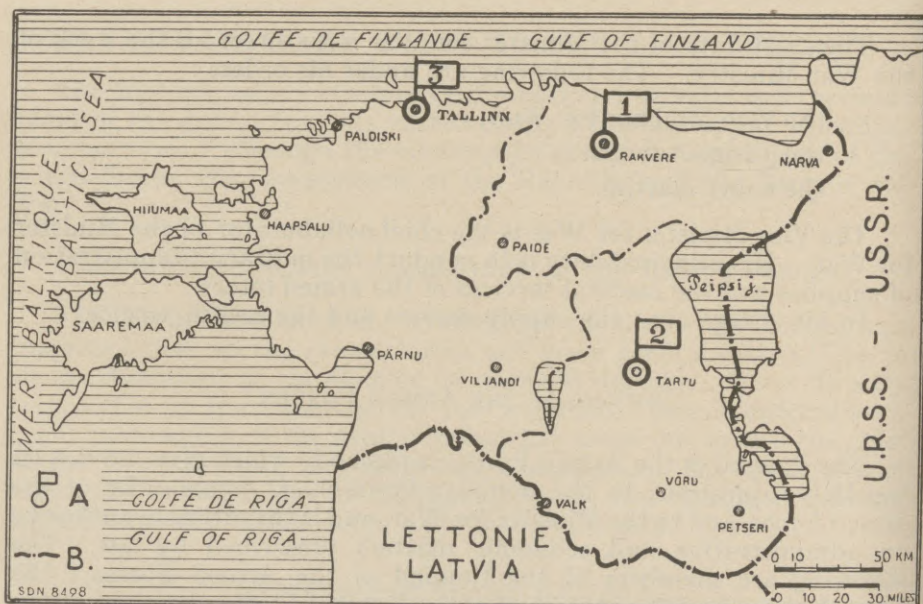 GOLFE DE FINLANDE - GULF OF FINLAND
MER BALTIQUE
BALTIC SEA
3
TALLINN
1
RAKVERE
PALDISKI
NARVA
HIIUMAA
HAAPSALU
PAIDE
Peipsi j.
SAAREMAA
PÄRNU
VILJANDI
2
TARTU
U.R.S.S. - U.S.S.R.
A
GOLFE DE RIGA
GULF OF RIGA
B.
VALK
VÕRU
PETSERI
LETTONIE
LATVIA
0 10 50 KM
0 10 20 30 MILES
SDN 8498